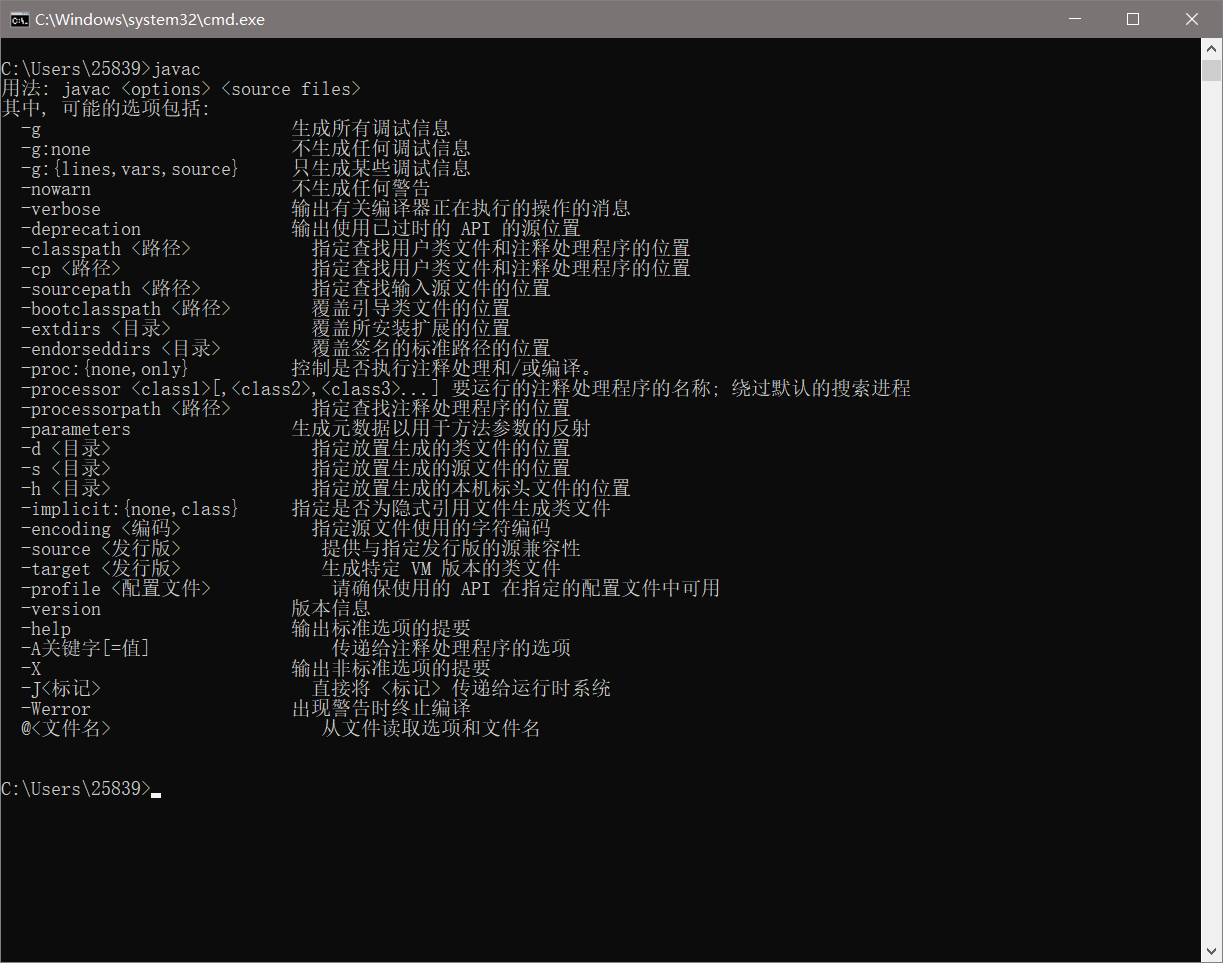 C:\Windows\system32\cmd.exe
C:\Users\25839>javac
用法: javac <options> <source files>
其中, 可能的选项包括:
  -g                         生成所有调试信息
  -g:none                    不生成任何调试信息
  -g:{lines,vars,source}     只生成某些调试信息
  -nowarn                    不生成任何警告
  -verbose                   输出有关编译器正在执行的操作的消息
  -deprecation               输出使用已过时的 API 的源位置
  -classpath <路径>            指定查找用户类文件和注释处理程序的位置
  -cp <路径>                   指定查找用户类文件和注释处理程序的位置
  -sourcepath <路径>           指定查找输入源文件的位置
  -bootclasspath <路径>        覆盖引导类文件的位置
  -extdirs <目录>              覆盖所安装扩展的位置
  -endorseddirs <目录>         覆盖签名的标准路径的位置
  -proc:{none,only}          控制是否执行注释处理和/或编译。
  -processor <class1>[,<class2>,<class3>...] 要运行的注释处理程序的名称; 绕过默认的搜索进程
  -processorpath <路径>        指定查找注释处理程序的位置
  -parameters                生成元数据以用于方法参数的反射
  -d <目录>                    指定放置生成的类文件的位置
  -s <目录>                    指定放置生成的源文件的位置
  -h <目录>                    指定放置生成的本机标头文件的位置
  -implicit:{none,class}     指定是否为隐式引用文件生成类文件
  -encoding <编码>             指定源文件使用的字符编码
  -source <发行版>              提供与指定发行版的源兼容性
  -target <发行版>              生成特定 VM 版本的类文件
  -profile <配置文件>            请确保使用的 API 在指定的配置文件中可用
  -version                   版本信息
  -help                      输出标准选项的提要
  -A关键字[=值]                  传递给注释处理程序的选项
  -X                         输出非标准选项的提要
  -J<标记>                     直接将 <标记> 传递给运行时系统
  -Werror                    出现警告时终止编译
  @<文件名>                     从文件读取选项和文件名
C:\Users\25839>